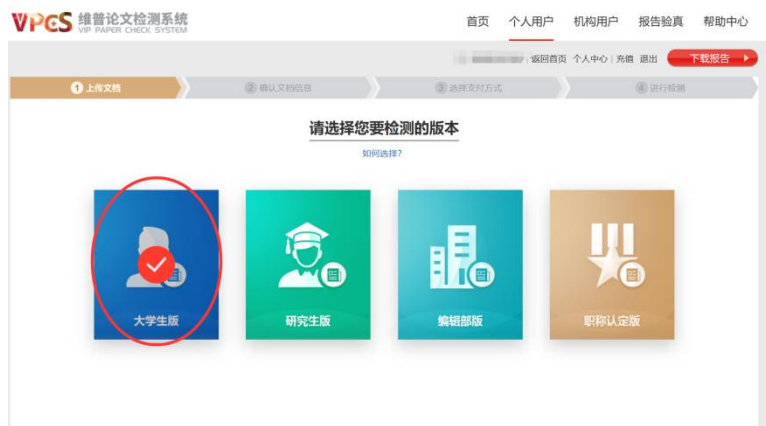 VPCS 维普论文检测系统
VIP PAPER CHECK SYSTEM
首页 个人用户 机构用户 报告验真 帮助中心
返回首页 个人中心 | 充值 退出 下载报告
1 上传文档 2 确认文档信息 3 选择支付方式 4 进行检测
请选择您要检测的版本
如何选择?
大学生版 研究生版 编辑部版 职称认定版